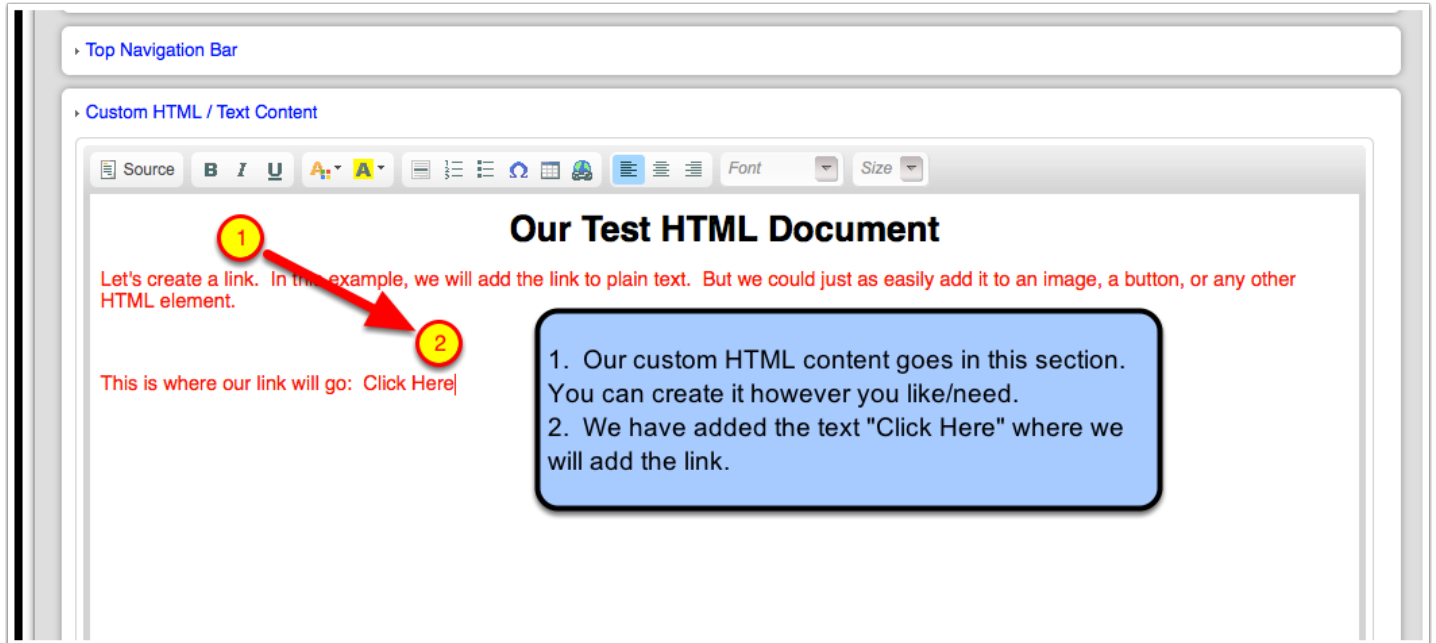 Top Navigation Bar
Custom HTML / Text Content
Source B I U A A Ω Font Size
Our Test HTML Document
1
Let's create a link. In this example, we will add the link to plain text. But we could just as easily add it to an image, a button, or any other
HTML element.
2
This is where our link will go: Click Here
1. Our custom HTML content goes in this section.
You can create it however you like/need.
2. We have added the text "Click Here" where we
will add the link.